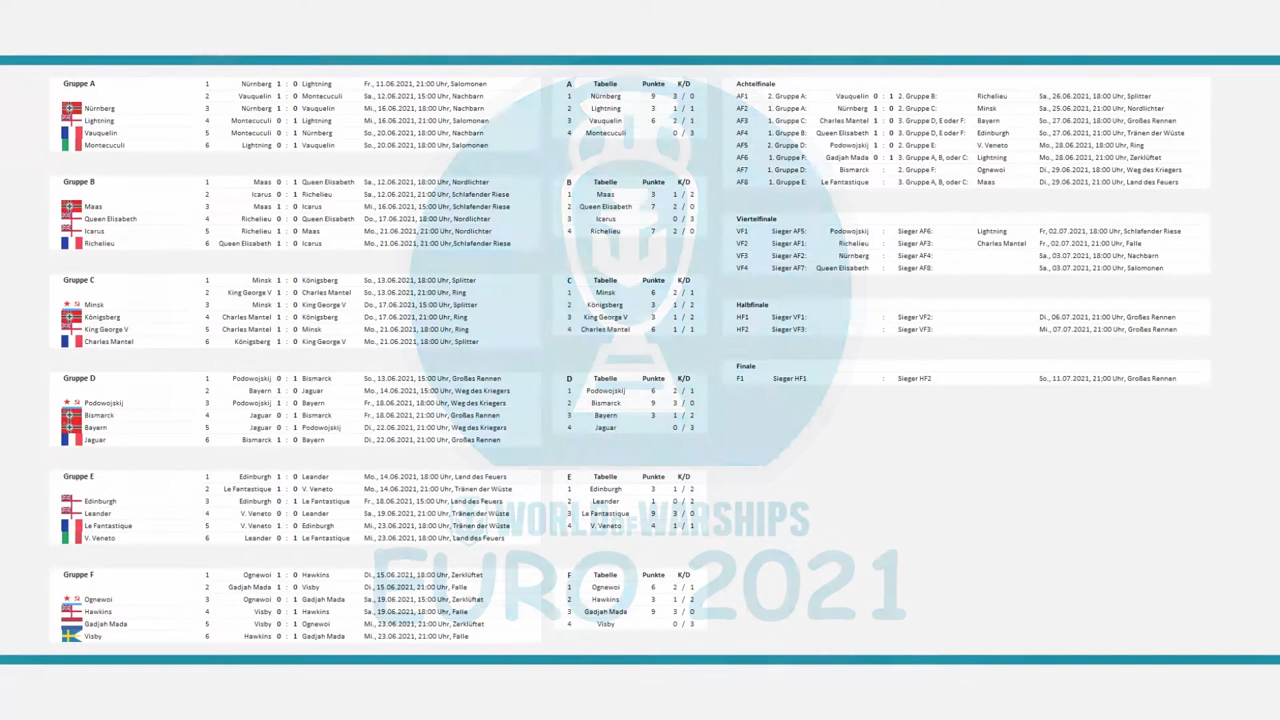 Gruppe A
1 Nürnberg 1 : 0 Lightning Fr., 11.06.2021, 21:00 Uhr, Salomonen
2 Vauquelin 1 : 0 Montecuculi Sa., 12.06.2021, 15:00 Uhr, Nachbarn
Nürnberg 3 Nürnberg 1 : 0 Vauquelin Mi., 16.06.2021, 18:00 Uhr, Nachbarn
Lightning 4 Montecuculi 0 : 1 Lightning Mi., 16.06.2021, 21:00 Uhr, Salomonen
Vauquelin 5 Montecuculi 0 : 1 Nürnberg So., 20.06.2021, 18:00 Uhr, Nachbarn
Montecuculi 6 Lightning 0 : 1 Vauquelin So., 20.06.2021, 18:00 Uhr, Salomonen
A Tabelle Punkte K/D
1 Nürnberg 9 3 / 0
2 Lightning 3 1 / 1
3 Vauquelin 6 2 / 1
4 Montecuculi 0 / 3
Gruppe B
1 Maas 0 : 1 Queen Elisabeth Sa., 12.06.2021, 18:00 Uhr, Nordlichter
2 Icarus 0 : 1 Richelieu Sa., 12.06.2021, 21:00 Uhr, Schlafender Riese
Maas 3 Maas 1 : 0 Icarus Mi., 16.06.2021, 15:00 Uhr, Schlafender Riese
Queen Elisabeth 4 Richelieu 0 : 0 Queen Elisabeth Do., 17.06.2021, 18:00 Uhr, Nordlichter
Icarus 5 Richelieu 1 : 0 Maas Mo., 21.06.2021, 21:00 Uhr, Nordlichter
Richelieu 6 Queen Elisabeth 1 : 0 Icarus Mo., 21.06.2021, 21:00 Uhr,Schlafender Riese
B Tabelle Punkte K/D
1 Maas 3 1 / 2
2 Queen Elisabeth 7 2 / 0
3 Icarus 0 / 3
4 Richelieu 7 2 / 0
Gruppe C
1 Minsk 1 : 0 Königsberg So., 13.06.2021, 18:00 Uhr, Splitter
2 King George V 0 : 1 Charles Mantel So., 13.06.2021, 21:00 Uhr, Ring
Minsk 3 Minsk 1 : 0 King George V Do., 17.06.2021, 15:00 Uhr, Splitter
Königsberg 4 Charles Mantel 1 : 0 Königsberg Do., 17.06.2021, 21:00 Uhr, Ring
King George V 5 Charles Mantel 0 : 1 Minsk Mo., 21.06.2021, 18:00 Uhr, Ring
Charles Mantel 6 Königsberg 1 : 0 King George V Mo., 21.06.2021, 18:00 Uhr, Splitter
C Tabelle Punkte K/D
1 Minsk 6 2 / 1
2 Königsberg 3 1 / 2
3 King George V 3 1 / 2
4 Charles Mantel 6 1 / 1
Gruppe D
1 Podowojskij 0 : 1 Bismarck So., 13.06.2021, 15:00 Uhr, Großes Rennen
2 Bayern 0 : 1 Jaguar Mo., 14.06.2021, 15:00 Uhr, Weg des Kriegers
Podowojskij 3 Podowojskij 1 : 0 Bayern Fr., 18.06.2021, 18:00 Uhr, Weg des Kriegers
Bismarck 4 Jaguar 0 : 1 Bismarck Fr., 18.06.2021, 21:00 Uhr, Großes Rennen
Bayern 5 Jaguar 0 : 1 Podowojskij Di., 22.06.2021, 21:00 Uhr, Weg des Kriegers
Jaguar 6 Bismarck 1 : 0 Bayern Di., 22.06.2021, 21:00 Uhr, Großes Rennen
D Tabelle Punkte K/D
1 Podowojskij 6 2 / 1
2 Bismarck 9 3 / 0
3 Bayern 3 1 / 2
4 Jaguar 0 / 3
Gruppe E
1 Edinburgh 1 : 0 Leander Mo., 14.06.2021, 18:00 Uhr, Land des Feuers
2 Le Fantastique 1 : 0 V. Veneto Mo., 14.06.2021, 21:00 Uhr, Tränen der Wüste
Edinburgh 3 Edinburgh 0 : 1 Le Fantastique Fr., 18.06.2021, 15:00 Uhr, Land des Feuers
Leander 4 V. Veneto 0 : 0 Leander Sa., 19.06.2021, 21:00 Uhr, Tränen der Wüste
Le Fantastique 5 V. Veneto 1 : 0 Edinburgh Mi., 23.06.2021, 18:00 Uhr, Tränen der Wüste
V. Veneto 6 Leander 0 : 1 Le Fantastique Mi., 23.06.2021, 18:00 Uhr, Land des Feuers
E Tabelle Punkte K/D
1 Edinburgh 3 1 / 2
2 Leander 1 0 / 2
3 Le Fantastique 9 3 / 0
4 V. Veneto 4 1 / 1
Gruppe F
1 Ognewoi 1 : 0 Hawkins Di., 15.06.2021, 18:00 Uhr, Zerklüftet
2 Gadjah Mada 1 : 0 Visby Di., 15.06.2021, 21:00 Uhr, Falle
Ognewoi 3 Ognewoi 0 : 1 Gadjah Mada Sa., 19.06.2021, 15:00 Uhr, Zerklüftet
Hawkins 4 Visby 0 : 1 Hawkins Sa., 19.06.2021, 18:00 Uhr, Falle
Gadjah Mada 5 Visby 0 : 1 Ognewoi Mi., 23.06.2021, 21:00 Uhr, Zerklüftet
Visby 6 Hawkins 0 : 1 Gadjah Mada Mi., 23.06.2021, 21:00 Uhr, Falle
F Tabelle Punkte K/D
1 Ognewoi 6 2 / 1
2 Hawkins 3 1 / 2
3 Gadjah Mada 9 3 / 0
4 Visby 0 / 3
Achtelfinale
AF1 2. Gruppe A: Vauquelin 0 : 1 2. Gruppe B: Richelieu Sa., 26.06.2021, 18:00 Uhr, Splitter
AF2 1. Gruppe A: Nürnberg 1 : 0 2. Gruppe C: Minsk Sa., 26.06.2021, 21:00 Uhr, Nordlichter
AF3 1. Gruppe C: Charles Mantel 1 : 0 3. Gruppe D, E oder F: Bayern So., 27.06.2021, 18:00 Uhr, Großes Rennen
AF4 1. Gruppe B: Queen Elisabeth 1 : 0 3. Gruppe D, E oder F: Edinburgh So., 27.06.2021, 21:00 Uhr, Tränen der Wüste
AF5 2. Gruppe D: Podowojskij 1 : 0 2. Gruppe E: V. Veneto Mo., 28.06.2021, 18:00 Uhr, Ring
AF6 1. Gruppe F: Gadjah Mada 0 : 1 3. Gruppe A, B, oder C: Lightning Mo., 28.06.2021, 21:00 Uhr, Zerklüftet
AF7 1. Gruppe D: Bismarck : 2. Gruppe F: Ognewoi Di., 29.06.2021, 18:00 Uhr, Weg des Kriegers
AF8 1. Gruppe E: Le Fantastique : 3. Gruppe A, B, oder C: Maas Di., 29.06.2021, 21:00 Uhr, Land des Feuers
Viertelfinale
VF1 Sieger AF5: Podowojskij : Sieger AF6: Lightning Fr, 02.07.2021, 18:00 Uhr, Schlafender Riese
VF2 Sieger AF1: Richelieu : Sieger AF3: Charles Mantel Fr., 02.07.2021, 21:00 Uhr, Falle
VF3 Sieger AF2: Nürnberg : Sieger AF4: Sa., 03.07.2021, 18:00 Uhr, Nachbarn
VF4 Sieger AF7: Queen Elisabeth : Sieger AF8: Sa., 03.07.2021, 21:00 Uhr, Salomonen
Halbfinale
HF1 Sieger VF1: : Sieger VF2: Di., 06.07.2021, 21:00 Uhr, Großes Rennen
HF2 Sieger VF3: : Sieger VF3: Mi., 07.07.2021, 21:00 Uhr, Großes Rennen
Finale
F1 Sieger HF1 : Sieger HF2 So., 11.07.2021, 21;00 Uhr, Großes Rennen
WORLD OF WARSHIPS
EURO 2021